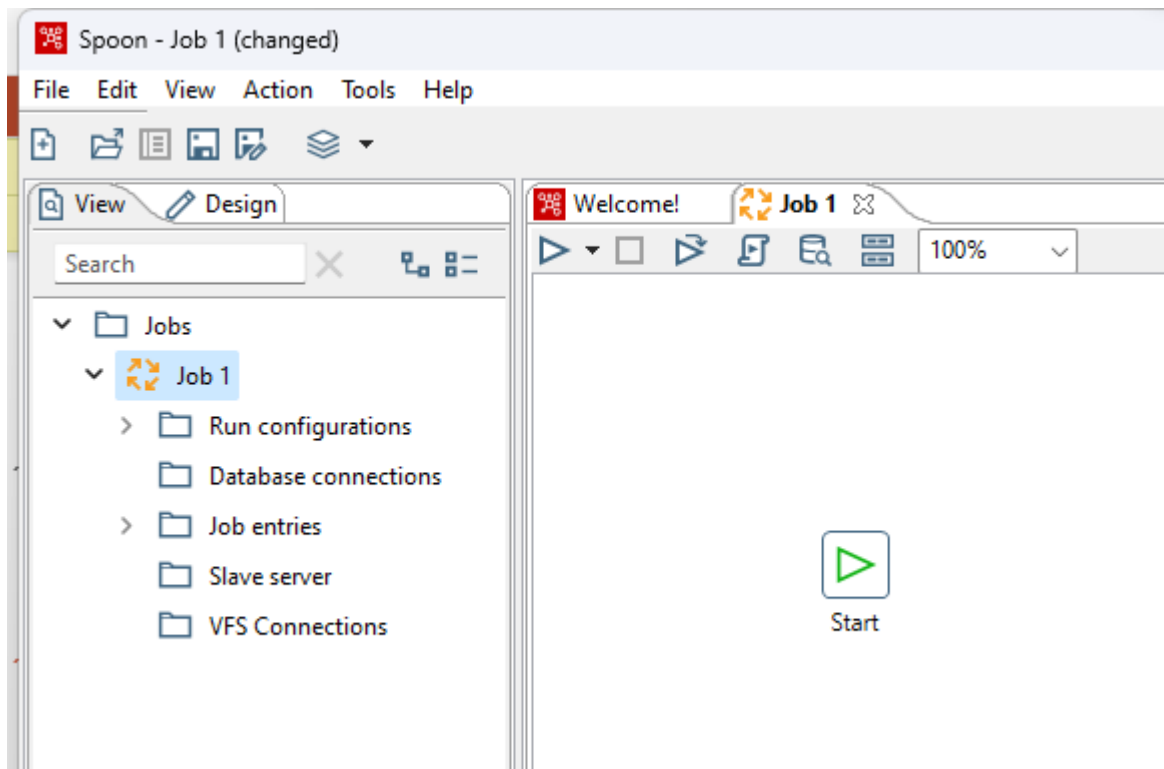 Spoon - Job 1 (changed)
File Edit View Action Tools Help
View Design
Welcome! Job 1
Search
100%
Jobs
Job 1
Run configurations
Database connections
Job entries
Slave server
VFS Connections
Start